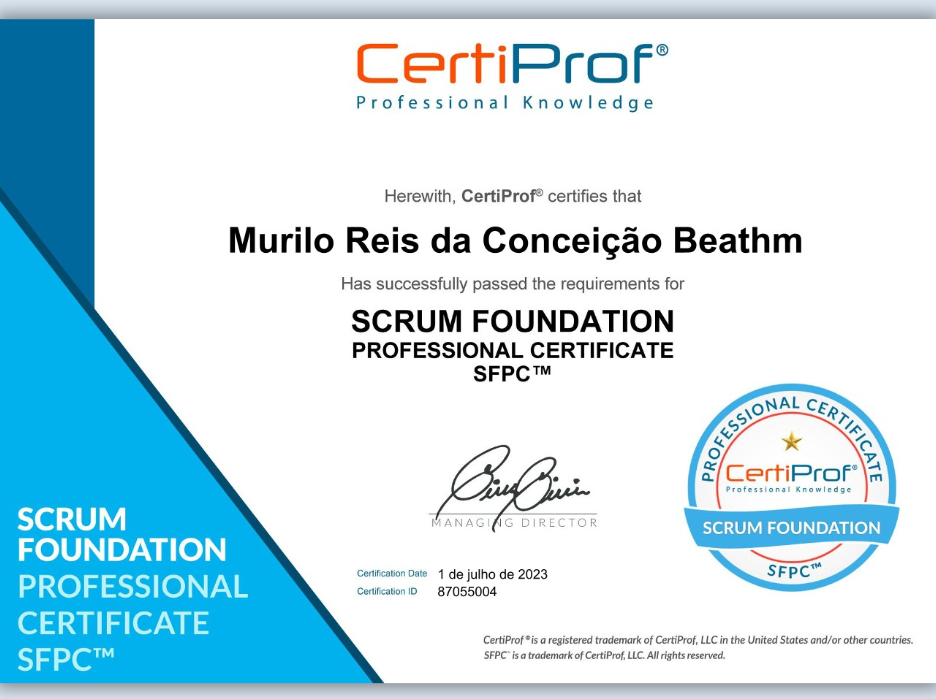 CertiProf®
Professional Knowledge
Herewith, CertiProf® certifies that
Murilo Reis da Conceição Beathm
Has successfully passed the requirements for
SCRUM FOUNDATION
PROFESSIONAL CERTIFICATE
SFPC™
MANAGING DIRECTOR
Certification Date 1 de julho de 2023
Certification ID 87055004
PROFESSIONAL CERTIFICATE
CertiProf®
Professional Knowledge
SCRUM FOUNDATION
SFPC™
SCRUM
FOUNDATION
PROFESSIONAL
CERTIFICATE
SFPC™
CertiProf® is a registered trademark of CertiProf, LLC in the United States and/or other countries.
SFPC™ is a trademark of CertiProf, LLC. All rights reserved.